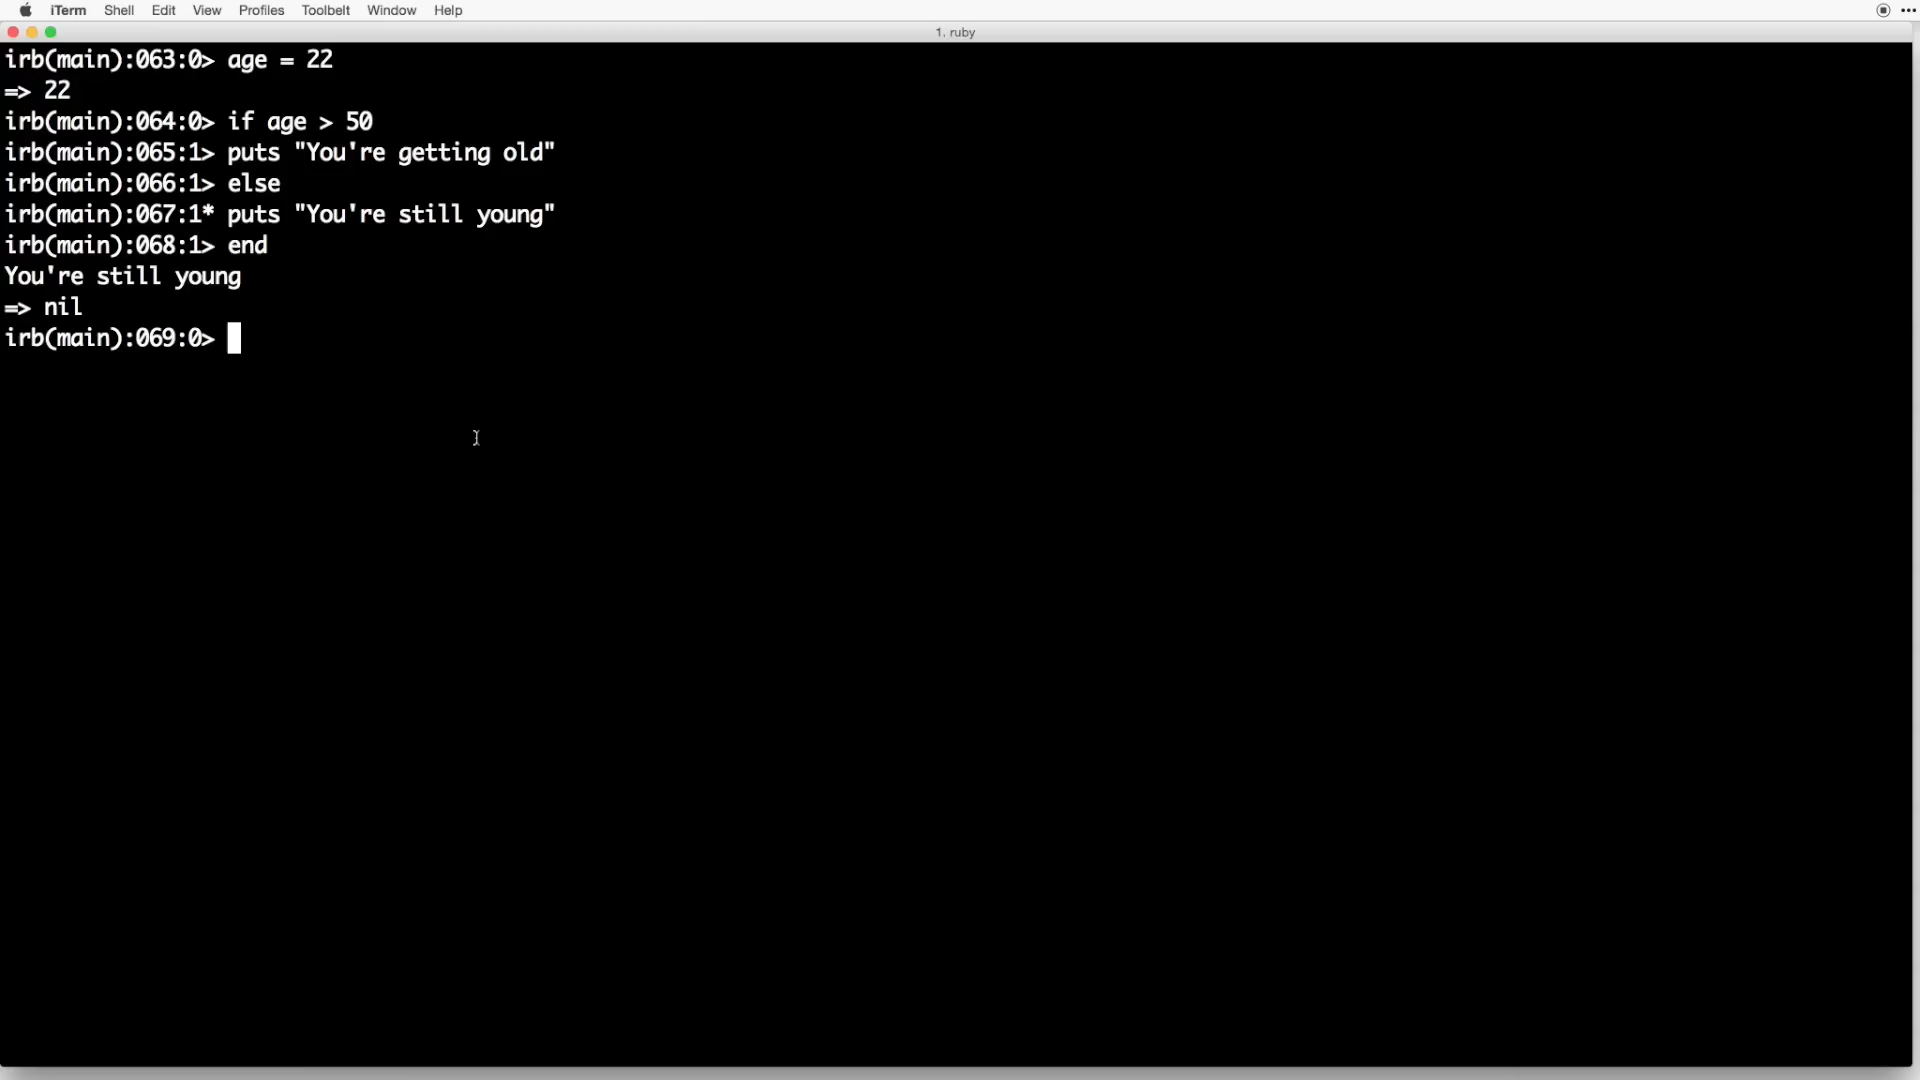 iTerm Shell Edit View Profiles Toolbelt Window Help
1. ruby
irb(main):063:0> age = 22
=> 22
irb(main):064:0> if age > 50
irb(main):065:1> puts "You're getting old"
irb(main):066:1> else
irb(main):067:1* puts "You're still young"
irb(main):068:1> end
You're still young
=> nil
irb(main):069:0>